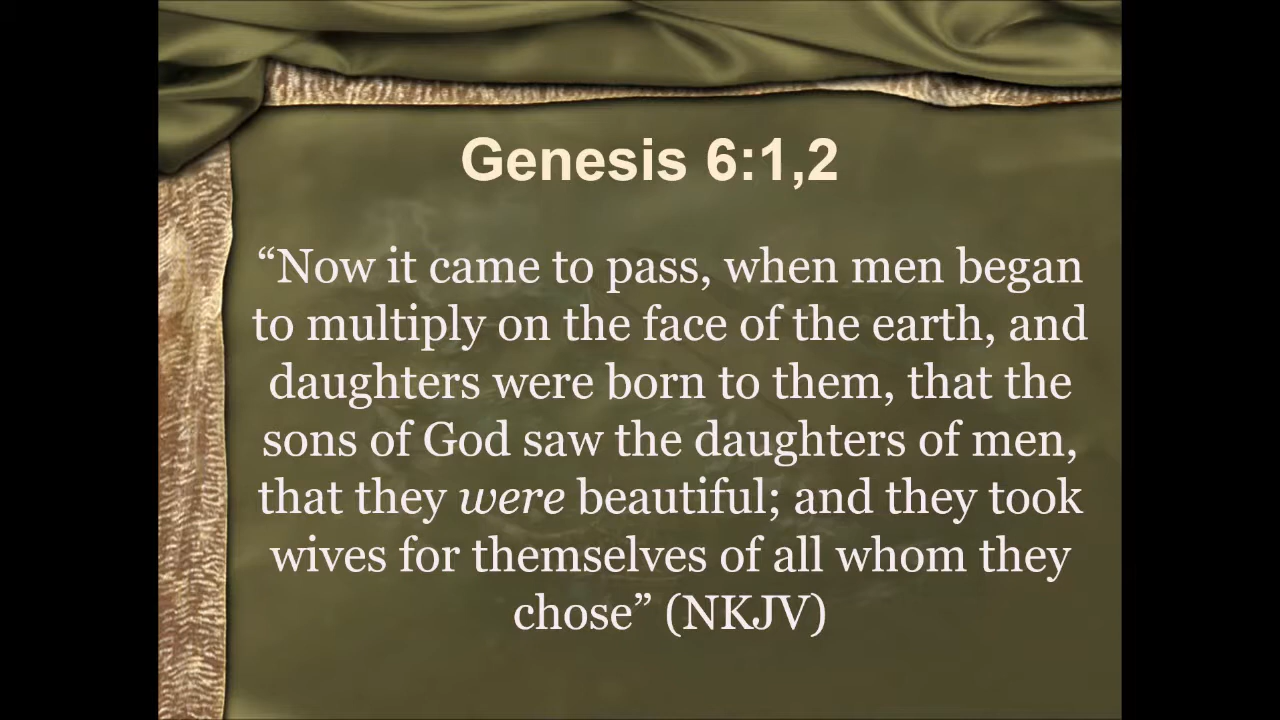 Genesis 6:1,2
“Now it came to pass, when men began
to multiply on the face of the earth, and
daughters were born to them, that the
sons of God saw the daughters of men,
that they were beautiful; and they took
wives for themselves of all whom they
chose” (NKJV)